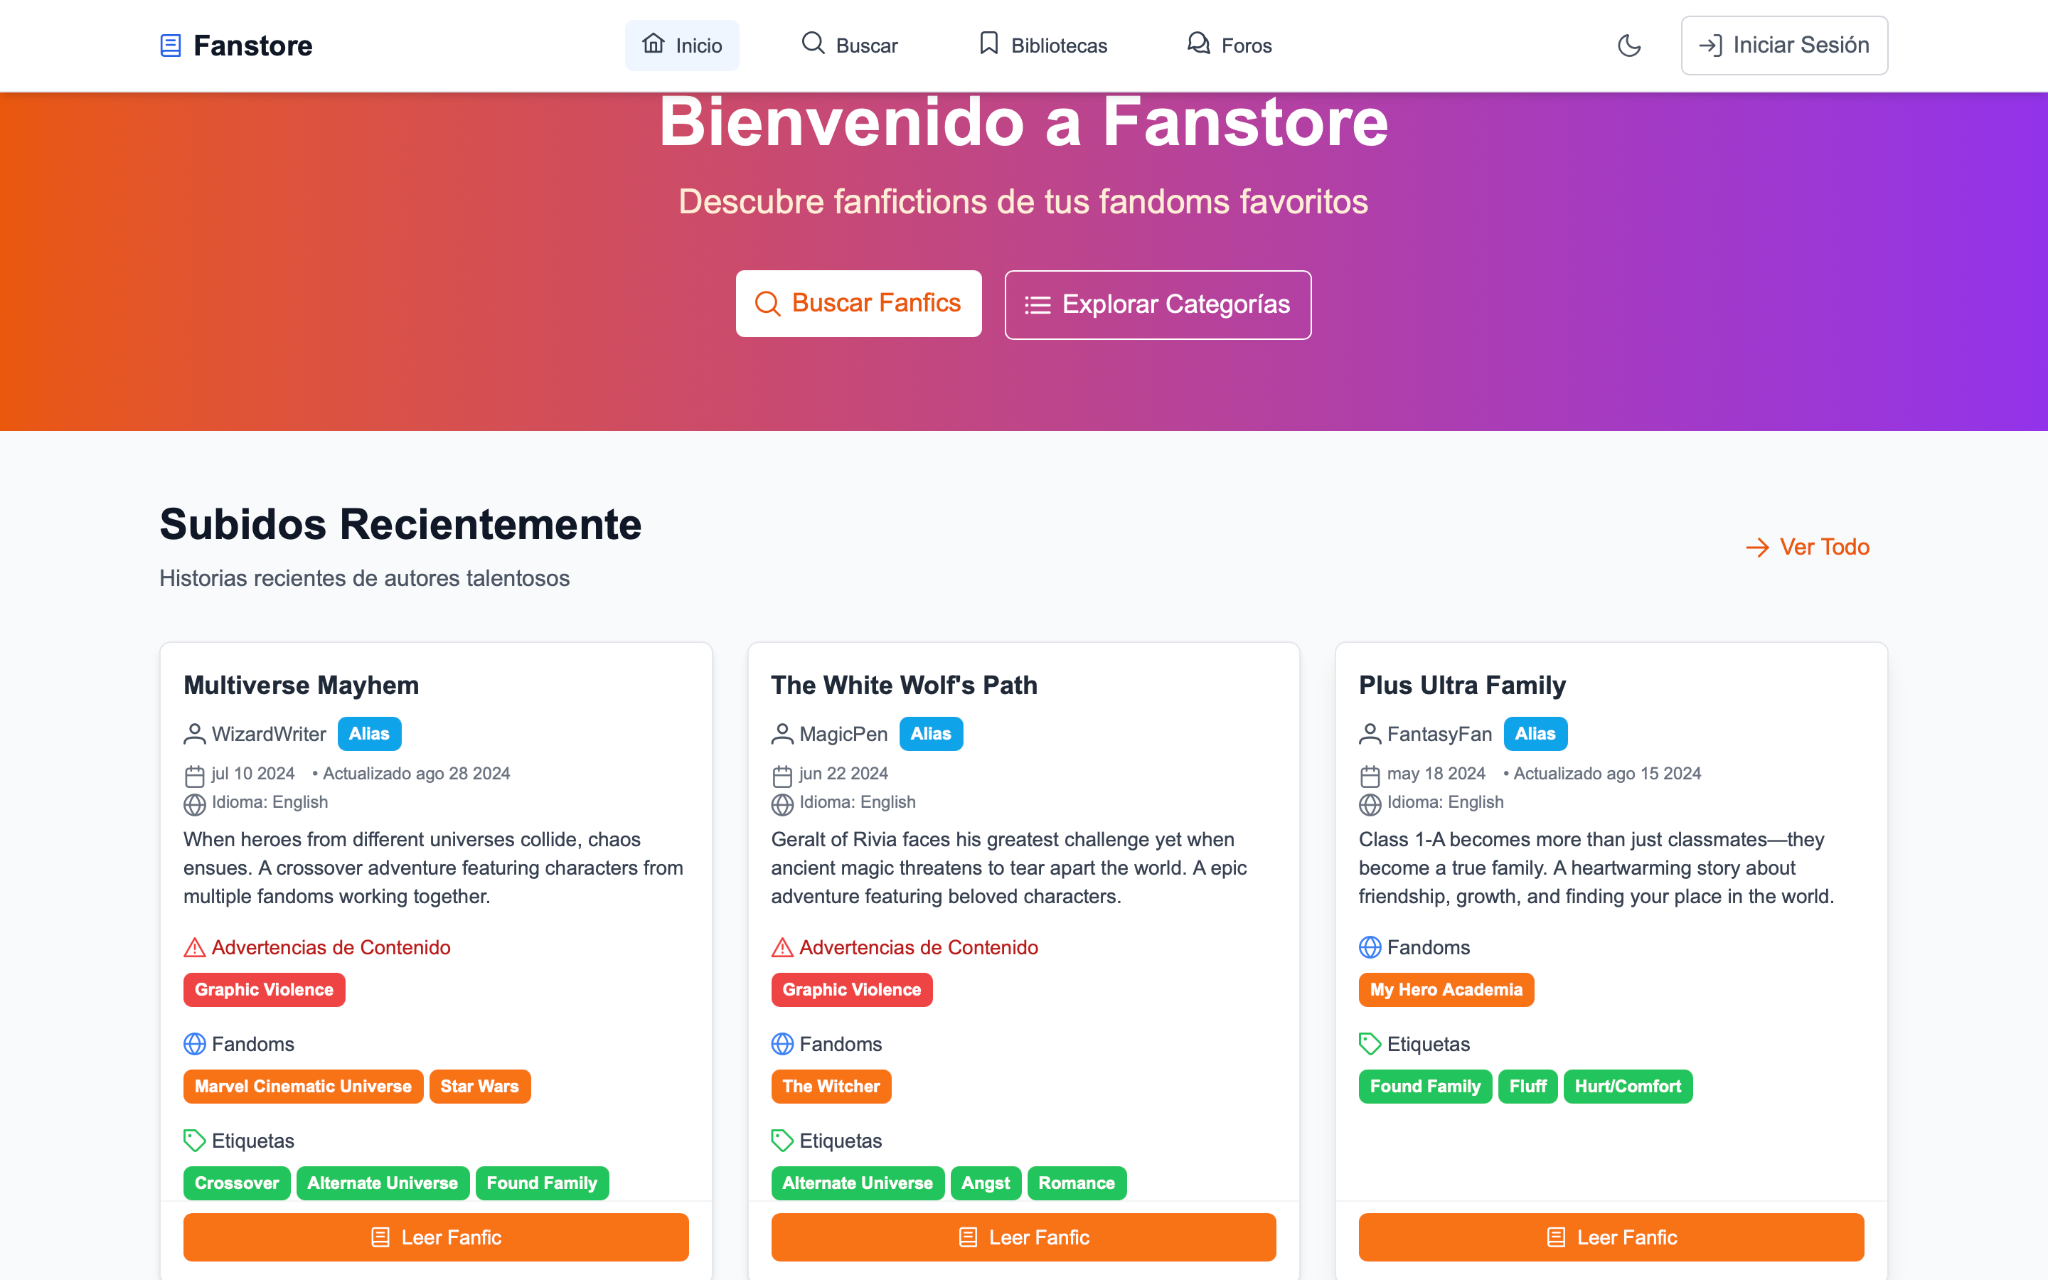 Fanstore
Inicio
Buscar
Bibliotecas
Foros
Iniciar Sesión
Bienvenido a Fanstore
Descubre fanfictions de tus fandoms favoritos
Buscar Fanfics
Explorar Categorías
Subidos Recientemente
Historias recientes de autores talentosos
Ver Todo
Multiverse Mayhem
WizardWriter Alias
jul 10 2024 • Actualizado ago 28 2024
Idioma: English
When heroes from different universes collide, chaos
ensues. A crossover adventure featuring characters from
multiple fandoms working together.
Advertencias de Contenido
Graphic Violence
Fandoms
Marvel Cinematic Universe Star Wars
Etiquetas
Crossover Alternate Universe Found Family
Leer Fanfic
The White Wolf's Path
MagicPen Alias
jun 22 2024
Idioma: English
Geralt of Rivia faces his greatest challenge yet when
ancient magic threatens to tear apart the world. A epic
adventure featuring beloved characters.
Advertencias de Contenido
Graphic Violence
Fandoms
The Witcher
Etiquetas
Alternate Universe Angst Romance
Leer Fanfic
Plus Ultra Family
FantasyFan Alias
may 18 2024 • Actualizado ago 15 2024
Idioma: English
Class 1-A becomes more than just classmates—they
become a true family. A heartwarming story about
friendship, growth, and finding your place in the world.
Fandoms
My Hero Academia
Etiquetas
Found Family Fluff Hurt/Comfort
Leer Fanfic